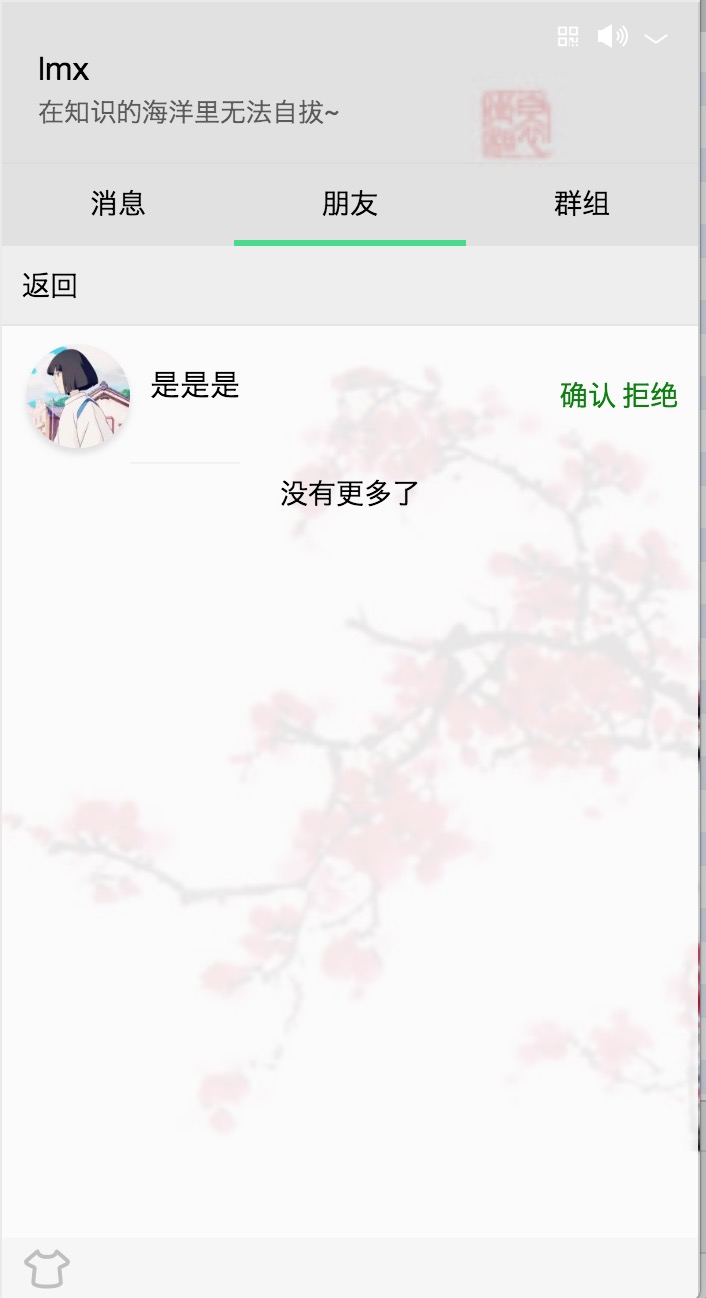 lmx
在知识的海洋里无法自拔~
消息 朋友 群组
返回
是是是
确认 拒绝
没有更多了